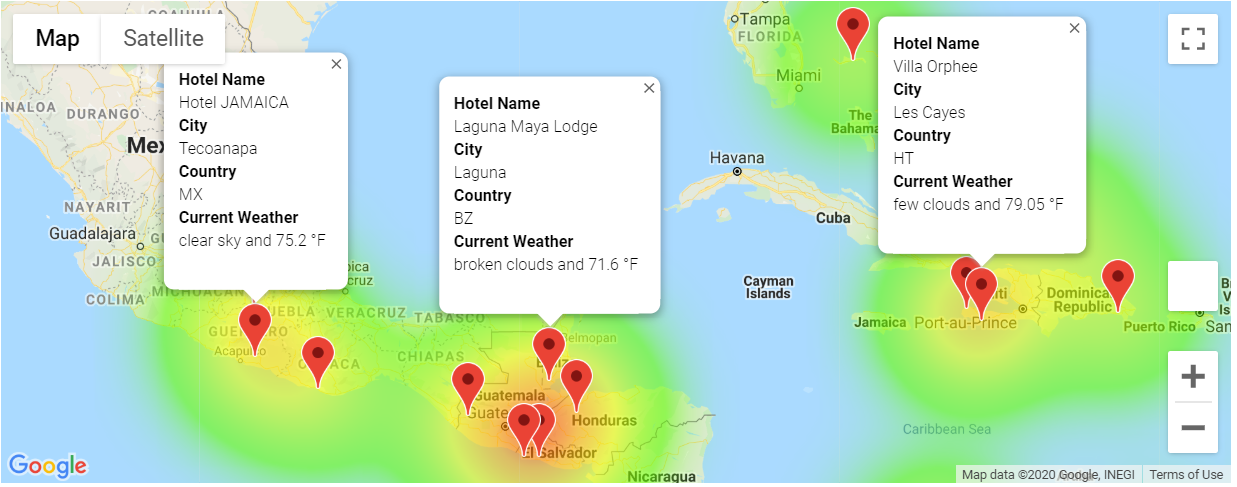 Map
Satellite
Hotel Name
Hotel JAMAICA
City
Tecoanapa
Country
MX
Current Weather
clear sky and 75.2 °F
Hotel Name
Laguna Maya Lodge
City
Laguna
Country
BZ
Current Weather
broken clouds and 71.6 °F
Hotel Name
Villa Orphee
City
Les Cayes
Country
HT
Current Weather
few clouds and 79.05 °F
Tampa
FLORIDA
Miami
The
Bahamas
Havana
Cuba
Cayman
Islands
Jamaica
Port-au-Prince
Dominican
Republic
Puerto Rico
San
DURANGO
NAYARIT
Guadalajara
JALISCO
COLIMA
MICHOACAN
PUEBLA
VERACRUZ
TABASCO
GUERRERO
Acapulco
CHIAPAS
Belmopan
Guatemala
Honduras
El Salvador
Nicaragua
Caribbean Sea
Google
Map data ©2020 Google, INEGI
Terms of Use